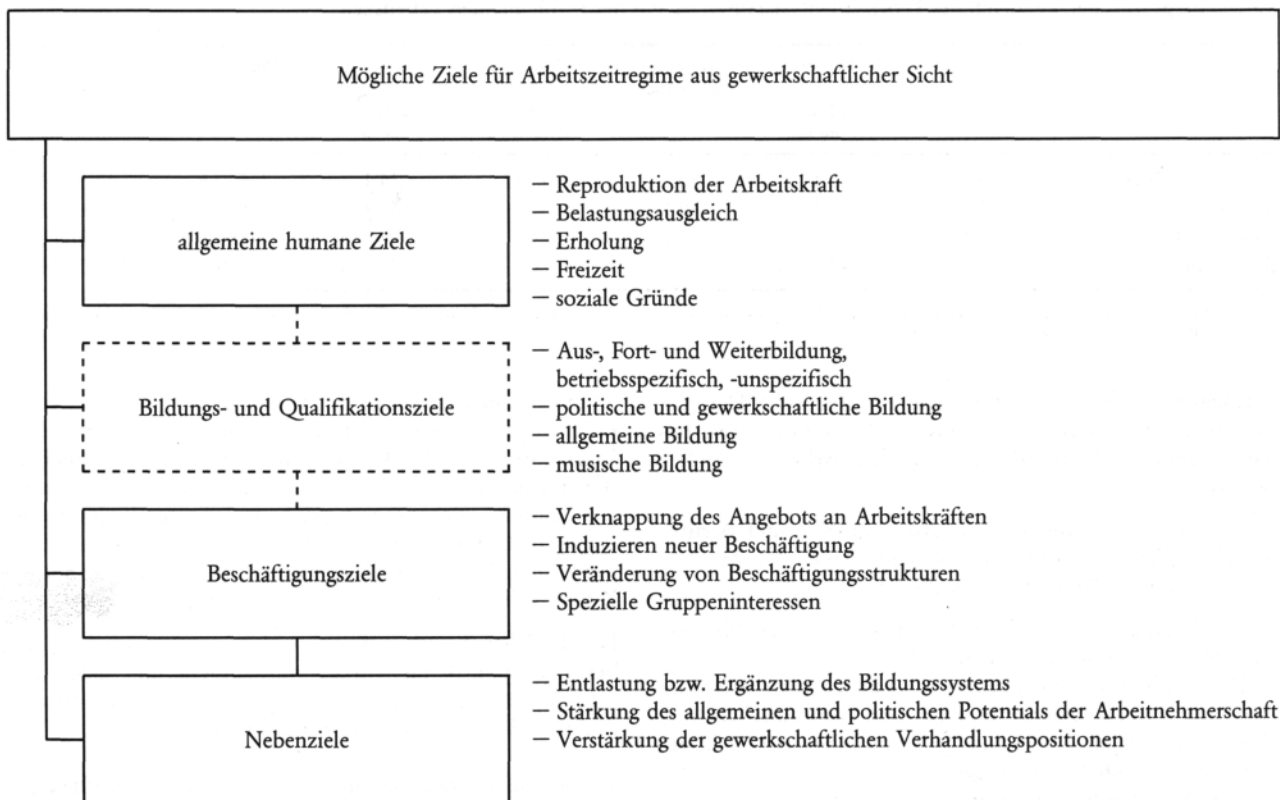 Mögliche Ziele für Arbeitszeitregime aus gewerkschaftlicher Sicht
allgemeine humane Ziele
— Reproduktion der Arbeitskraft
— Belastungsausgleich
— Erholung
— Freizeit
— soziale Gründe
Bildungs- und Qualifikationsziele
— Aus-, Fort- und Weiterbildung,
betriebsspezifisch, -unspezifisch
— politische und gewerkschaftliche Bildung
— allgemeine Bildung
— musische Bildung
Beschäftigungsziele
— Verknappung des Angebots an Arbeitskräften
— Induzieren neuer Beschäftigung
— Veränderung von Beschäftigungsstrukturen
— Spezielle Gruppeninteressen
Nebenziele
— Entlastung bzw. Ergänzung des Bildungssystems
— Stärkung des allgemeinen und politischen Potentials der Arbeitnehmerschaft
— Verstärkung der gewerkschaftlichen Verhandlungspositionen